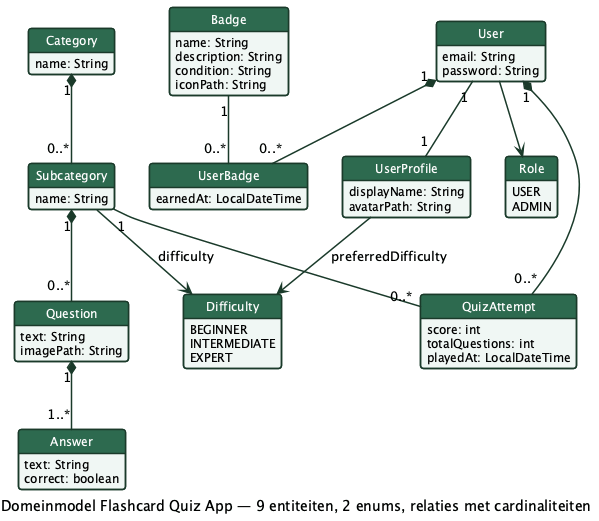 Category
name: String
Badge
name: String
description: String
condition: String
iconPath: String
User
email: String
password: String
1
0..*
1
0..*
1
0..*
1
1
1
0..*
Subcategory
name: String
UserBadge
earnedAt: LocalDateTime
UserProfile
displayName: String
avatarPath: String
Role
USER
ADMIN
1
0..*
1
0..*
difficulty
preferredDifficulty
Question
text: String
imagePath: String
Difficulty
BEGINNER
INTERMEDIATE
EXPERT
QuizAttempt
score: int
totalQuestions: int
playedAt: LocalDateTime
1
1..*
Answer
text: String
correct: boolean
Domeinmodel Flashcard Quiz App — 9 entiteiten, 2 enums, relaties met cardinaliteiten